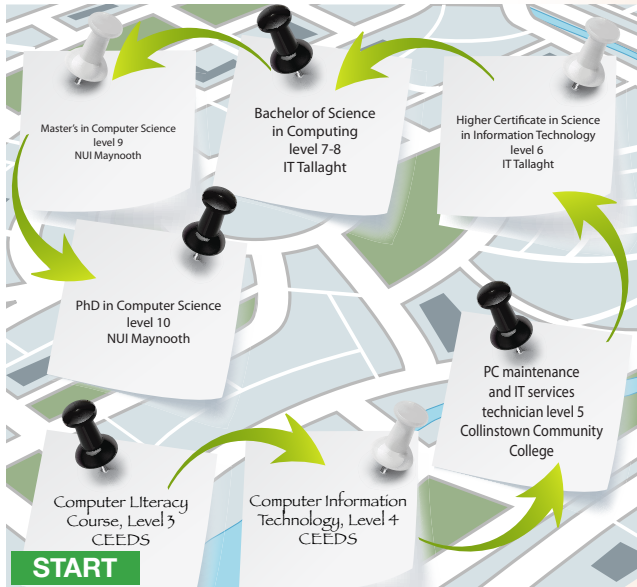 Master's in Computer Science
level 9
NUI Maynooth
Bachelor of Science
in Computing
level 7-8
IT Tallaght
Higher Certificate in Science
in Information Technology
level 6
IT Tallaght
PhD in Computer Science
level 10
NUI Maynooth
PC maintenance
and IT services
technician level 5
Collinstown Community
College
Computer LIteracy
Course, Level 3
CEEDS
Computer Information
Technology, Level 4
CEEDS
START